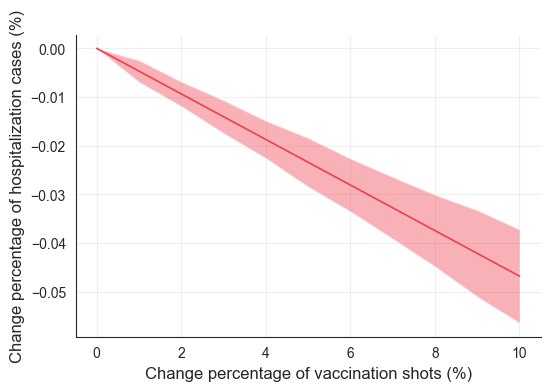 Change percentage of hospitalization cases (%)
0.00
−0.01
−0.02
−0.03
−0.04
−0.05
0 2 4 6 8 10
Change percentage of vaccination shots (%)